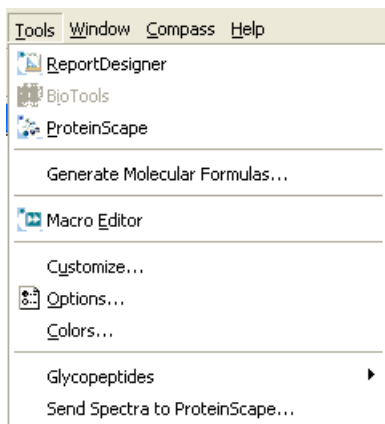 Tools Window Compass Help
ReportDesigner
BioTools
ProteinScape
Generate Molecular Formulas...
Macro Editor
Customize...
Options...
Colors...
Glycopeptides
Send Spectra to ProteinScape...